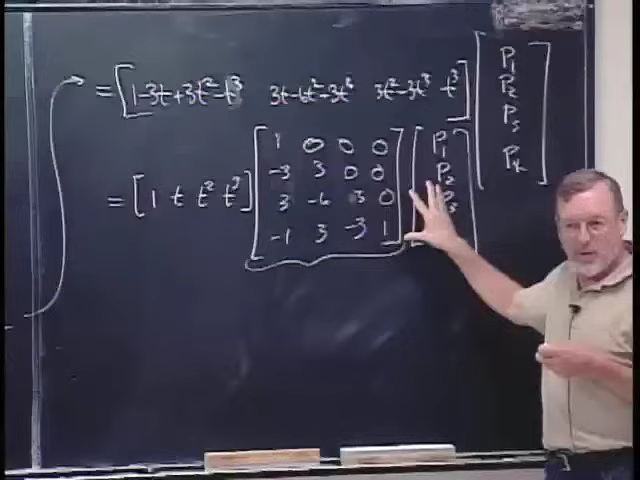 = [1-3t+3t²-t³ 3t-6t²-3t³ 3t²-3t³ t³] [P₁ P₂ P₃ P₄]
= [1 t t² t³] [1 0 0 0 [P₁
-3 3 0 0 P₂
3 -6 3 0 P₃
-1 3 -3 1]